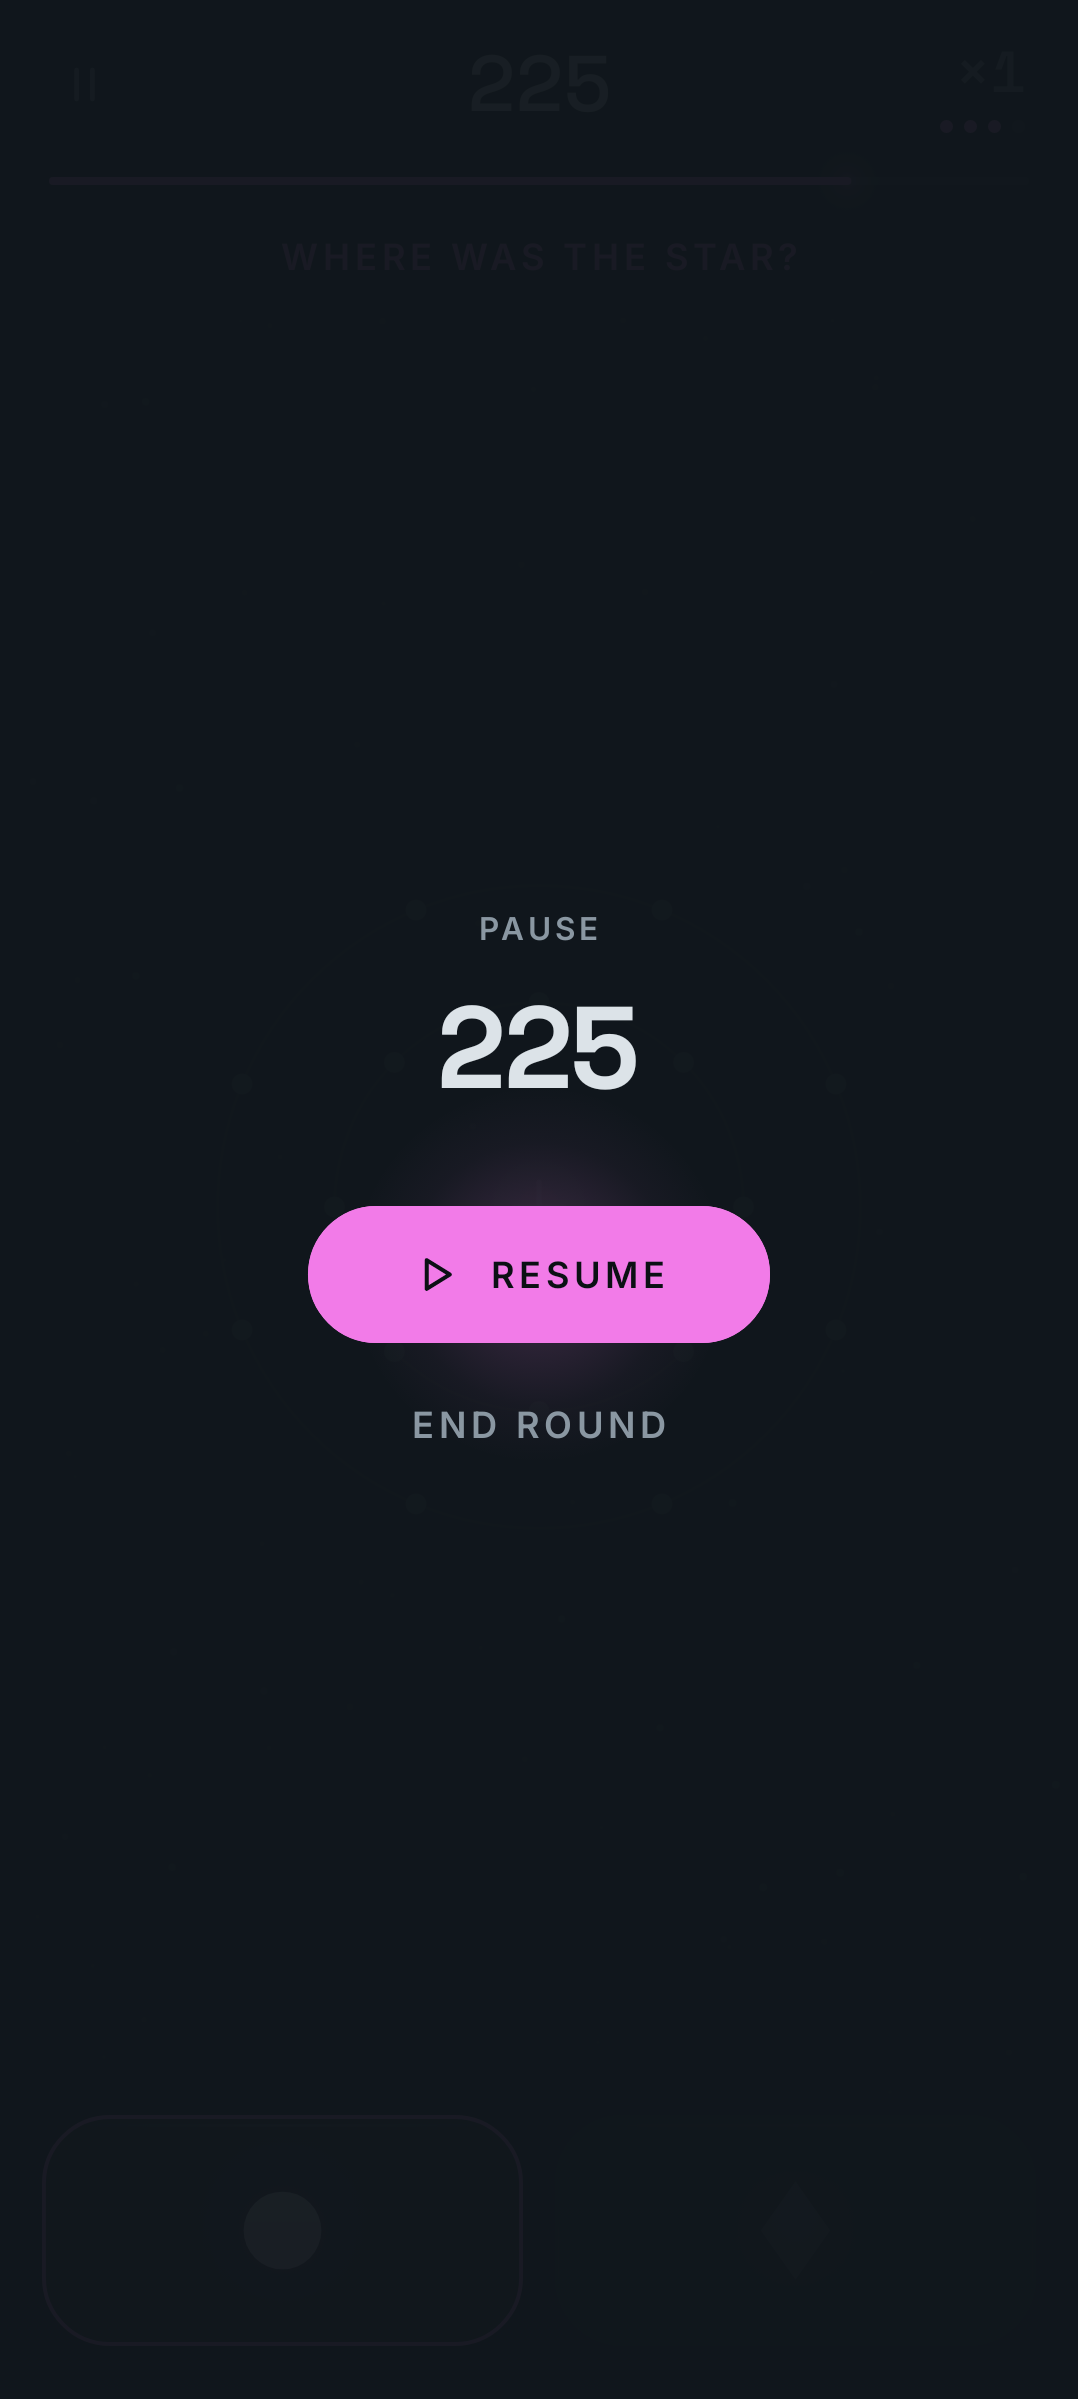 225
×1
WHERE WAS THE STAR?
PAUSE
225
RESUME
END ROUND